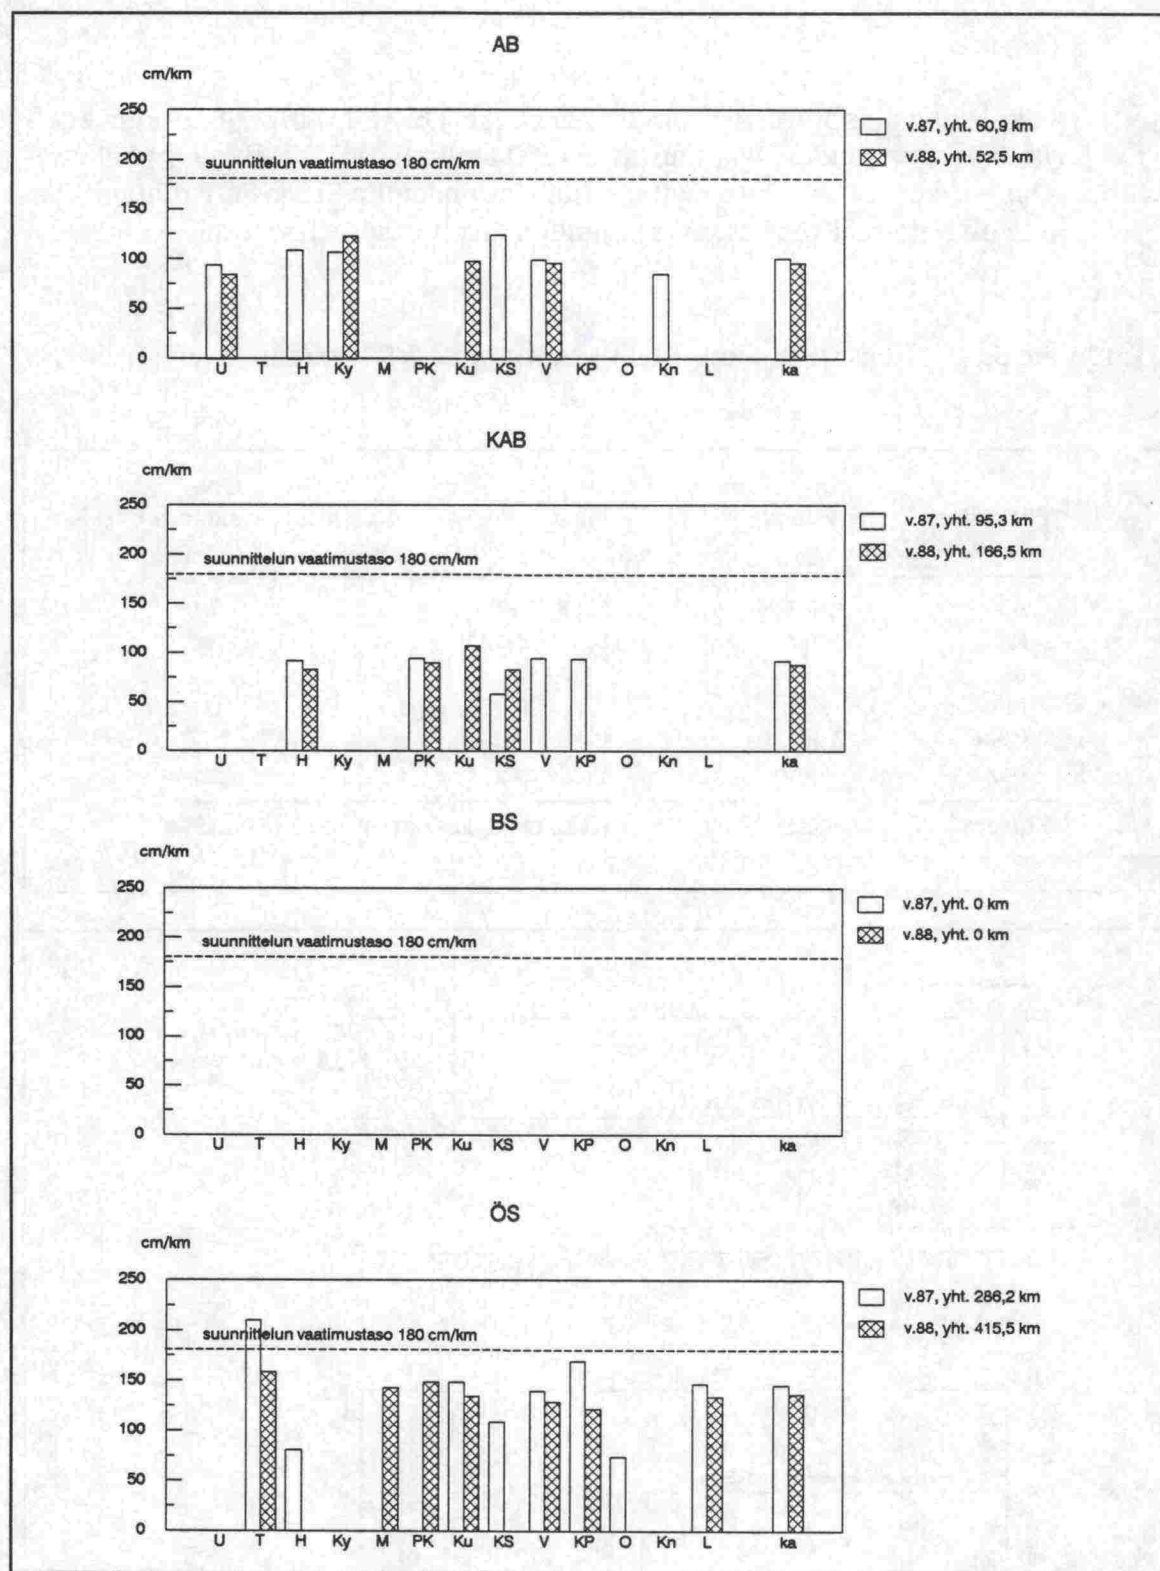 AB
cm/km
250
200
150
100
50
0
suunnittelun vaatimustaso 180 cm/km
U T H Ky M PK Ku KS V KP O Kn L ka
v.87, yht. 60,9 km
v.88, yht. 52,5 km
KAB
cm/km
250
200
150
100
50
0
suunnittelun vaatimustaso 180 cm/km
U T H Ky M PK Ku KS V KP O Kn L ka
v.87, yht. 95,3 km
v.88, yht. 166,5 km
BS
cm/km
250
200
150
100
50
0
suunnittelun vaatimustaso 180 cm/km
U T H Ky M PK Ku KS V KP O Kn L ka
v.87, yht. 0 km
v.88, yht. 0 km
ÖS
cm/km
250
200
150
100
50
0
suunnittelun vaatimustaso 180 cm/km
U T H Ky M PK Ku KS V KP O Kn L ka
v.87, yht. 286,2 km
v.88, yht. 415,5 km